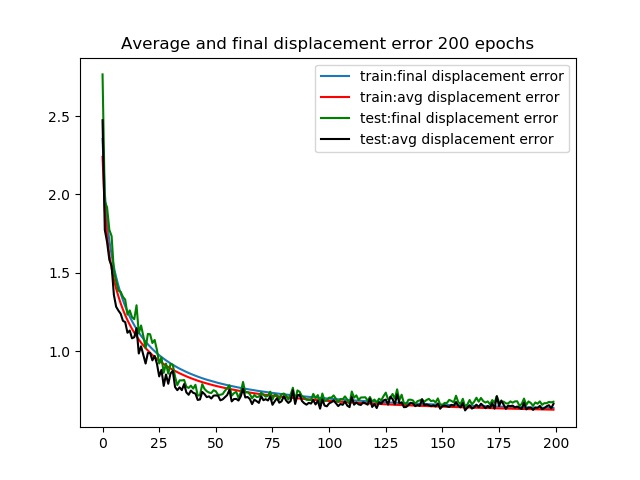 Average and final displacement error 200 epochs
train:final displacement error
train:avg displacement error
test:final displacement error
test:avg displacement error
2.5
2.0
1.5
1.0
0 25 50 75 100 125 150 175 200